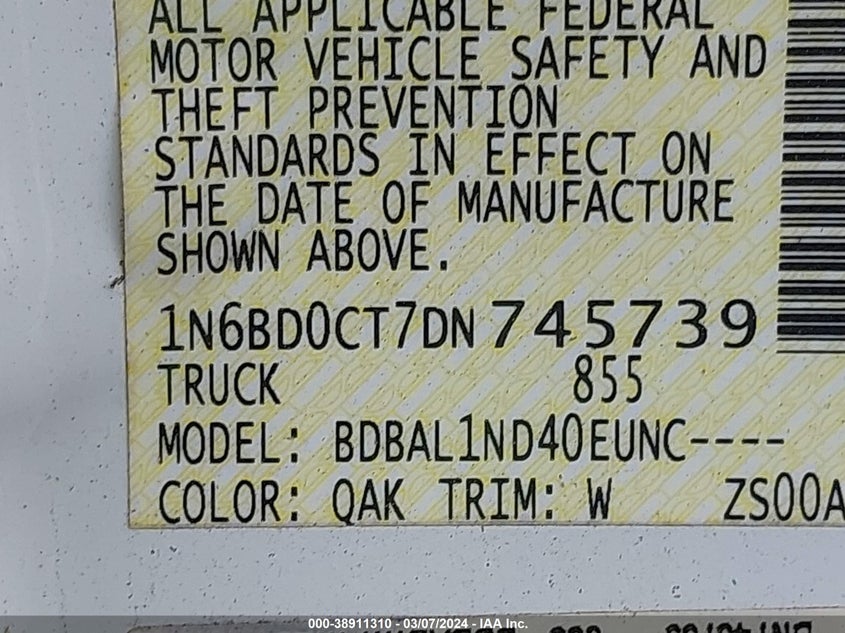 ALL APPLICABLE FEDERAL
MOTOR VEHICLE SAFETY AND
THEFT PREVENTION
STANDARDS IN EFFECT ON
THE DATE OF MANUFACTURE
SHOWN ABOVE.
1N6BD0CT7DN745739
TRUCK 855
MODEL: BDBAL1ND40EUNC----
COLOR: QAK TRIM: W ZS00A
000-38911310 - 03/07/2024 - IAA Inc.